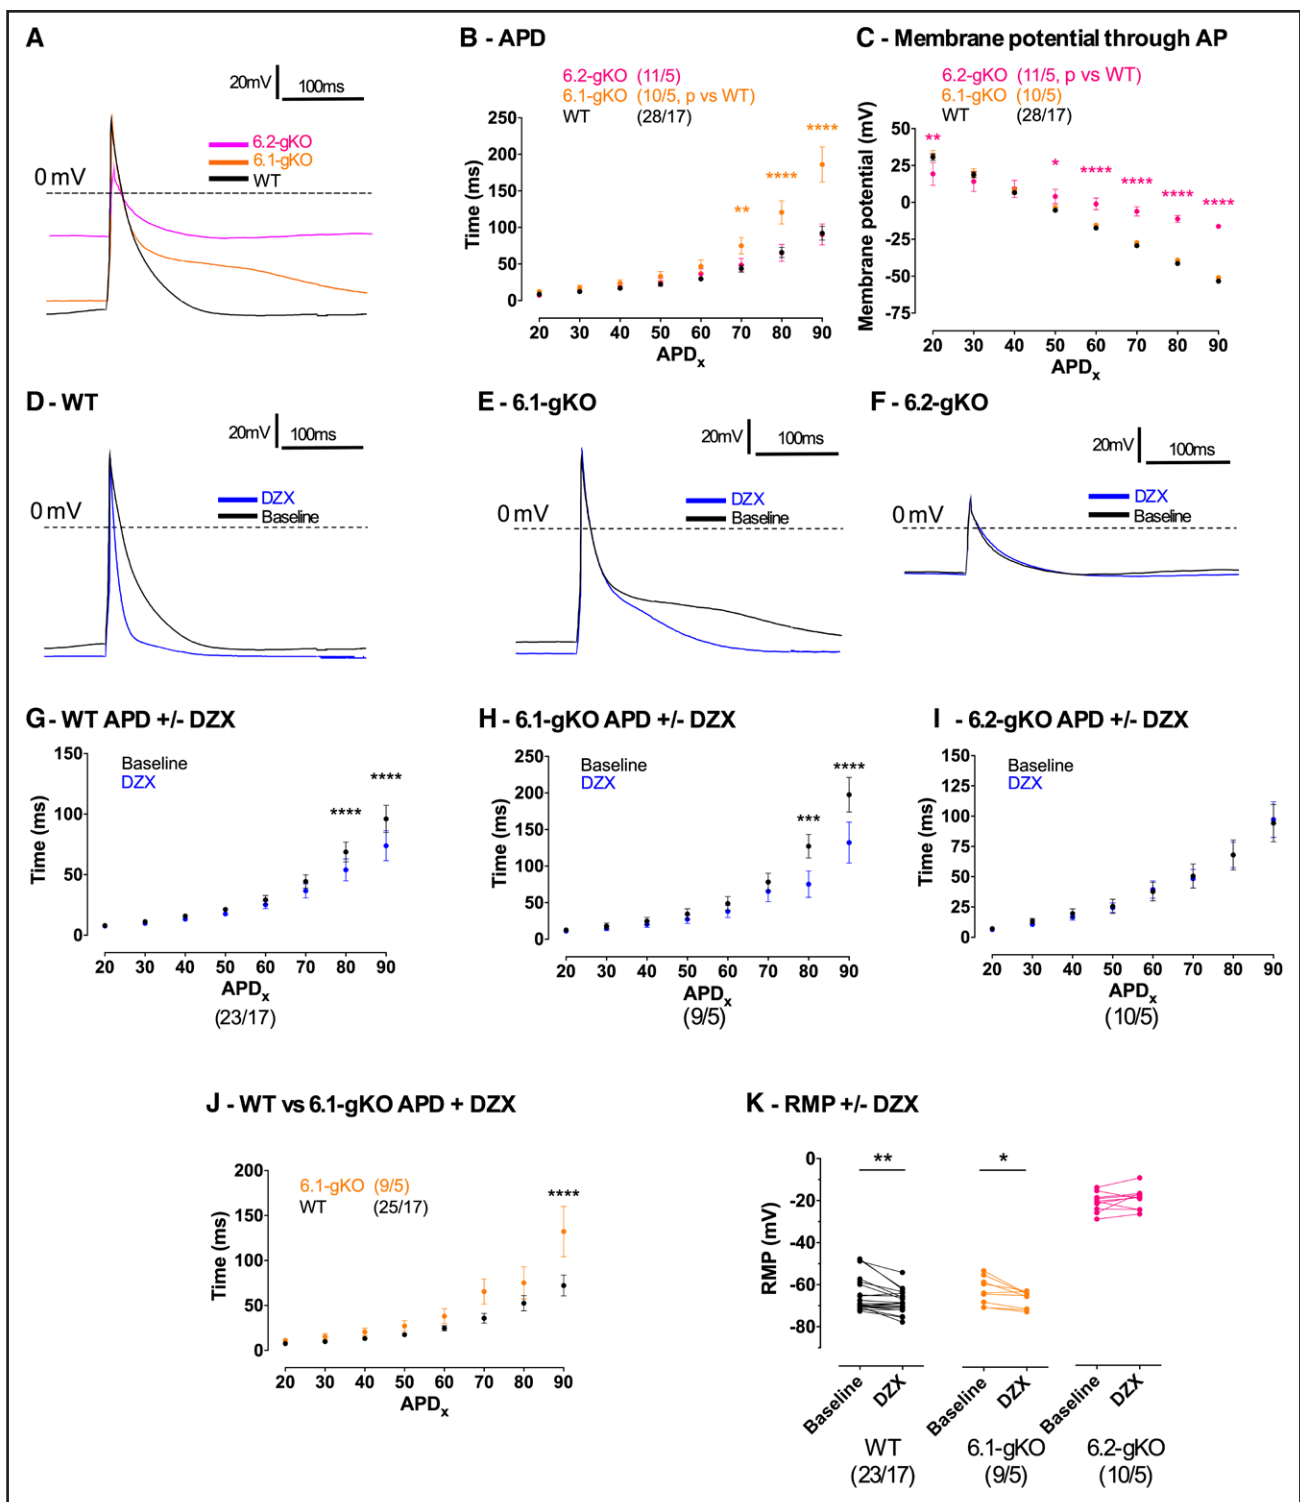 A
20mV
100ms
6.2-gKO
6.1-gKO
WT
0 mV
B - APD
6.2-gKO (11/5)
6.1-gKO (10/5, p vs WT)
WT (28/17)
Time (ms)
250
200
150
100
50
0
**
****
****
20 30 40 50 60 70 80 90
APDx
C - Membrane potential through AP
6.2-gKO (11/5, p vs WT)
6.1-gKO (10/5)
WT (28/17)
Membrane potential (mV)
50
25
0
-25
-50
-75
**
*
****
****
****
****
20 30 40 50 60 70 80 90
APDx
D - WT
20mV
100ms
DZX
Baseline
0 mV
E - 6.1-gKO
20mV
100ms
DZX
Baseline
0 mV
F - 6.2-gKO
20mV
100ms
DZX
Baseline
0 mV
G - WT APD +/- DZX
Baseline
DZX
Time (ms)
150
100
50
0
****
****
20 30 40 50 60 70 80 90
APDx
(23/17)
H - 6.1-gKO APD +/- DZX
Baseline
DZX
Time (ms)
250
200
150
100
50
0
***
****
20 30 40 50 60 70 80 90
APDx
(9/5)
I - 6.2-gKO APD +/- DZX
Baseline
DZX
Time (ms)
150
125
100
75
50
25
0
20 30 40 50 60 70 80 90
APDx
(10/5)
J - WT vs 6.1-gKO APD + DZX
6.1-gKO (9/5)
WT (25/17)
Time (ms)
200
150
100
50
0
****
20 30 40 50 60 70 80 90
APDx
K - RMP +/- DZX
RMP (mV)
0
-20
-40
-60
-80
**
*
Baseline DZX Baseline DZX Baseline DZX
WT 6.1-gKO 6.2-gKO
(23/17) (9/5) (10/5)